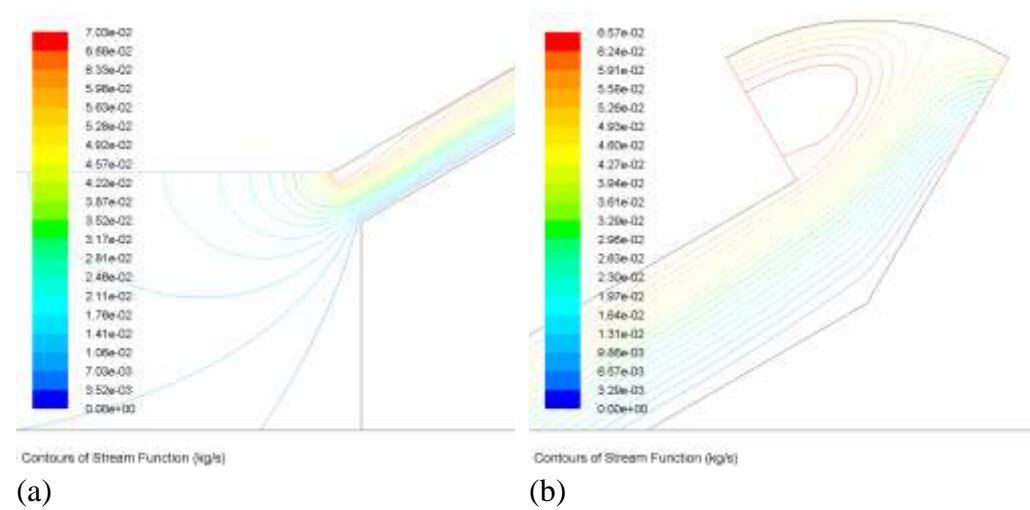 7.03e-02
6.68e-02
6.33e-02
5.98e-02
5.63e-02
5.28e-02
4.92e-02
4.57e-02
4.22e-02
3.87e-02
3.52e-02
3.17e-02
2.81e-02
2.46e-02
2.11e-02
1.76e-02
1.41e-02
1.06e-02
7.03e-03
3.52e-03
0.00e+00
Contours of Stream Function (kg/s)
(a)
6.57e-02
6.24e-02
5.91e-02
5.58e-02
5.26e-02
4.93e-02
4.60e-02
4.27e-02
3.94e-02
3.61e-02
3.29e-02
2.96e-02
2.63e-02
2.30e-02
1.97e-02
1.64e-02
1.31e-02
9.86e-03
6.57e-03
3.29e-03
0.00e+00
Contours of Stream Function (kg/s)
(b)